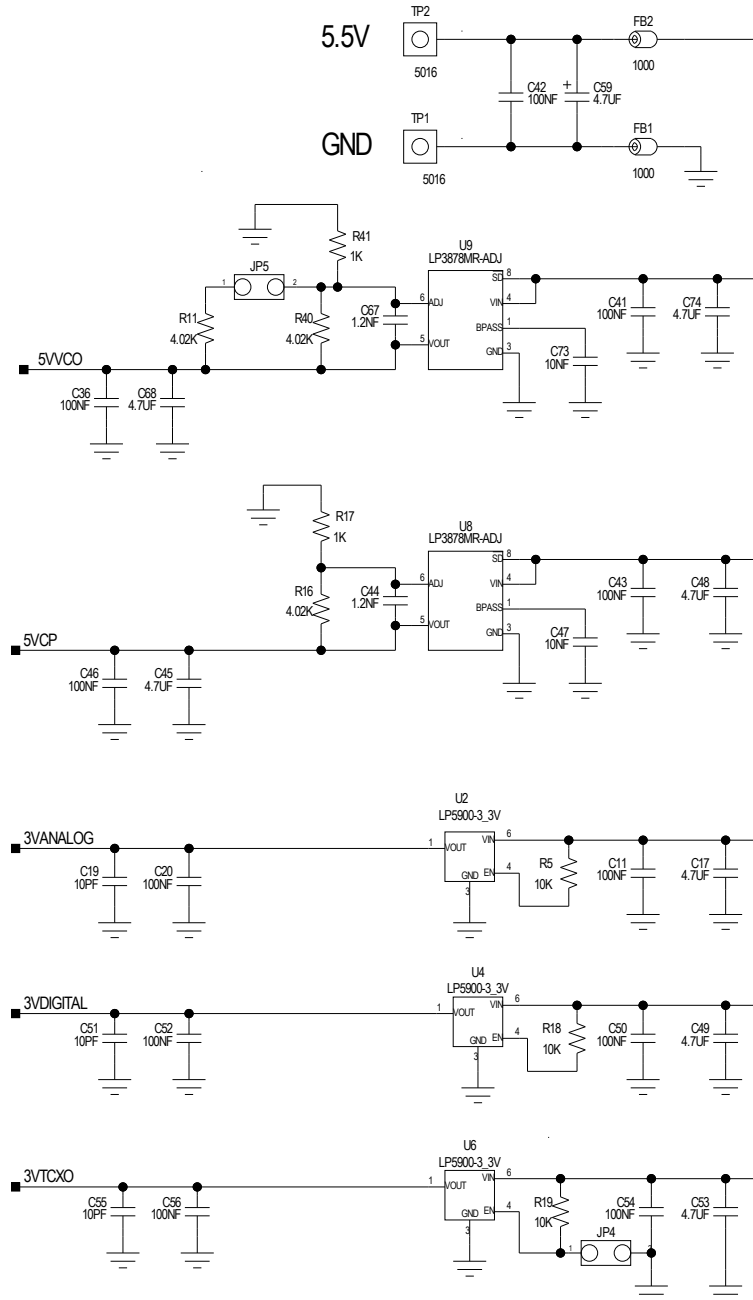 5.5V
TP2
5016
C42
100NF
+
C59
4.7UF
FB2
1000
GND
TP1
5016
FB1
1000
R41
1K
JP5
1
2
R11
4.02K
R40
4.02K
C67
1.2NF
U9
LP3878MR-ADJ
6
ADJ
5
VOUT
SD
8
VIN
4
BPASS
1
GND
3
C73
10NF
C41
100NF
C74
4.7UF
5VVCO
C36
100NF
C68
4.7UF
R17
1K
R16
4.02K
C44
1.2NF
U8
LP3878MR-ADJ
6
ADJ
5
VOUT
SD
8
VIN
4
BPASS
1
GND
3
C47
10NF
C43
100NF
C48
4.7UF
5VCP
C46
100NF
C45
4.7UF
3VANALOG
C19
10PF
C20
100NF
U2
LP5900-3_3V
1
VOUT
VIN
6
GND
3
EN
4
R5
10K
C11
100NF
C17
4.7UF
3VDIGITAL
C51
10PF
C52
100NF
U4
LP5900-3_3V
1
VOUT
VIN
6
GND
3
EN
4
R18
10K
C50
100NF
C49
4.7UF
3VTCXO
C55
10PF
C56
100NF
U6
LP5900-3_3V
1
VOUT
VIN
6
GND
3
EN
4
R19
10K
JP4
1
2
C54
100NF
C53
4.7UF